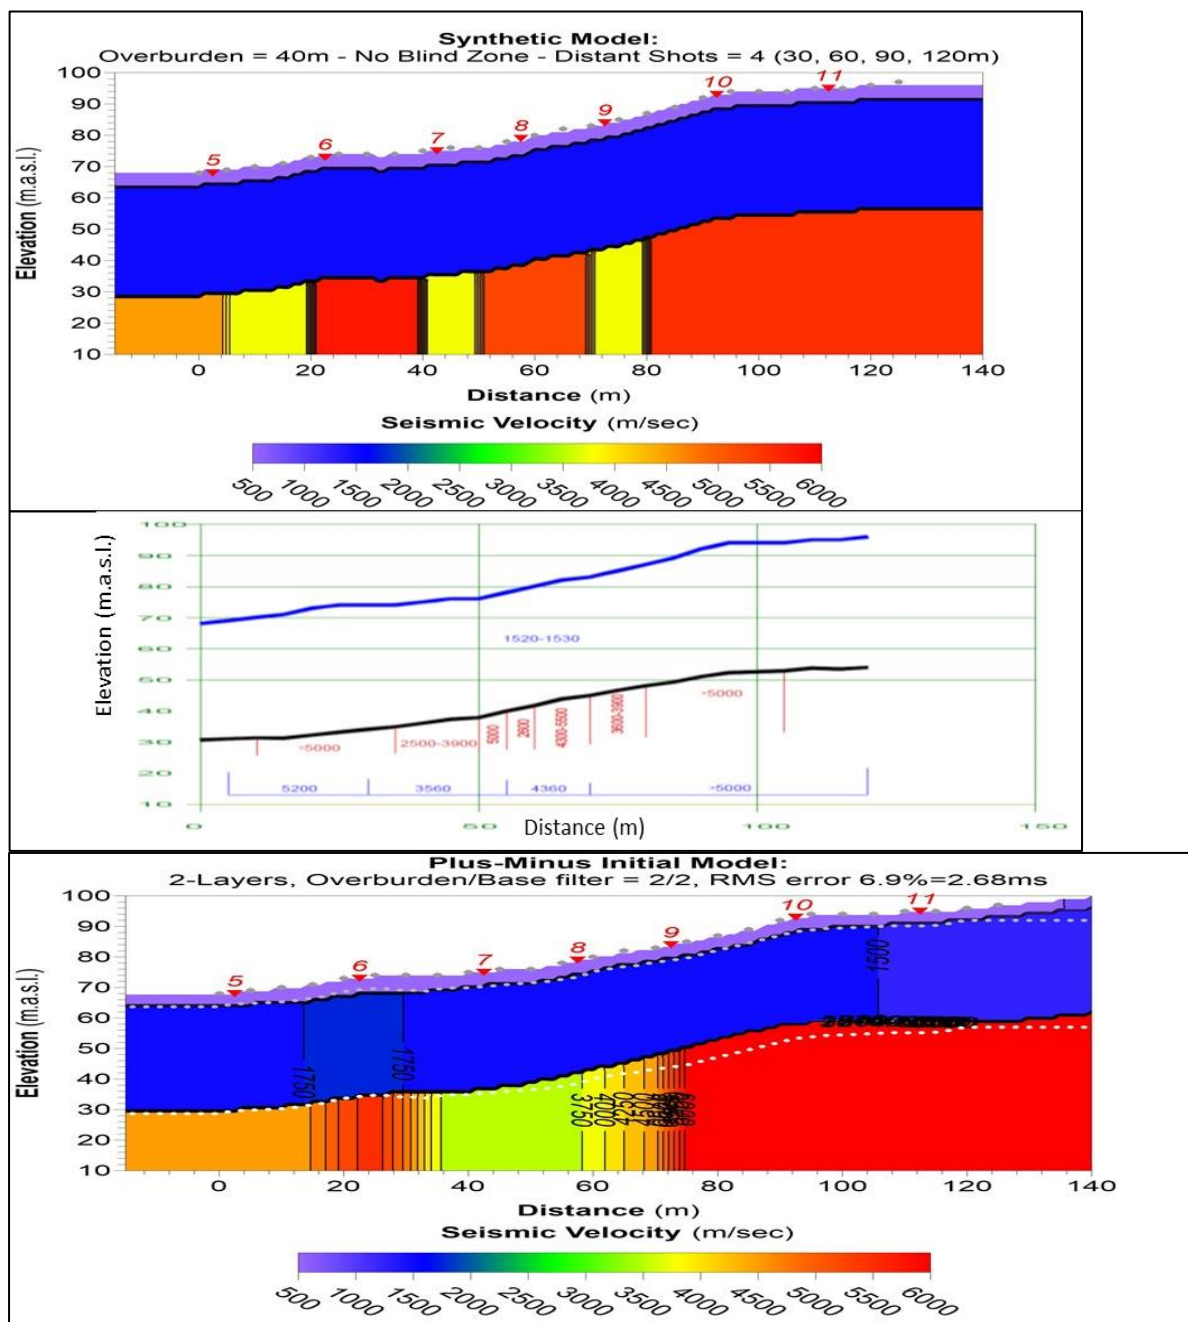 Synthetic Model:
Overburden = 40m - No Blind Zone - Distant Shots = 4 (30, 60, 90, 120m)
100
90
80
70
60
50
40
30
20
10
Elevation (m.a.s.l.)
5 6 7 8 9 10 11
0 20 40 60 80 100 120 140
Distance (m)
Seismic Velocity (m/sec)
500 1000 1500 2000 2500 3000 3500 4000 4500 5000 5500 6000
100
90
80
70
60
50
40
30
20
10
Elevation (m.a.s.l.)
1520-1530
>5000 2500-3900 5000 2800 4300-5500 3600-3900 >5000
5200 3560 4360 >5000
0 50 100 150
Distance (m)
Plus-Minus Initial Model:
2-Layers, Overburden/Base filter = 2/2, RMS error 6.9%=2.68ms
100
90
80
70
60
50
40
30
20
10
Elevation (m.a.s.l.)
5 6 7 8 9 10 11
1750 1750 1500
3750 4000 4250 4500
0 20 40 60 80 100 120 140
Distance (m)
Seismic Velocity (m/sec)
500 1000 1500 2000 2500 3000 3500 4000 4500 5000 5500 6000